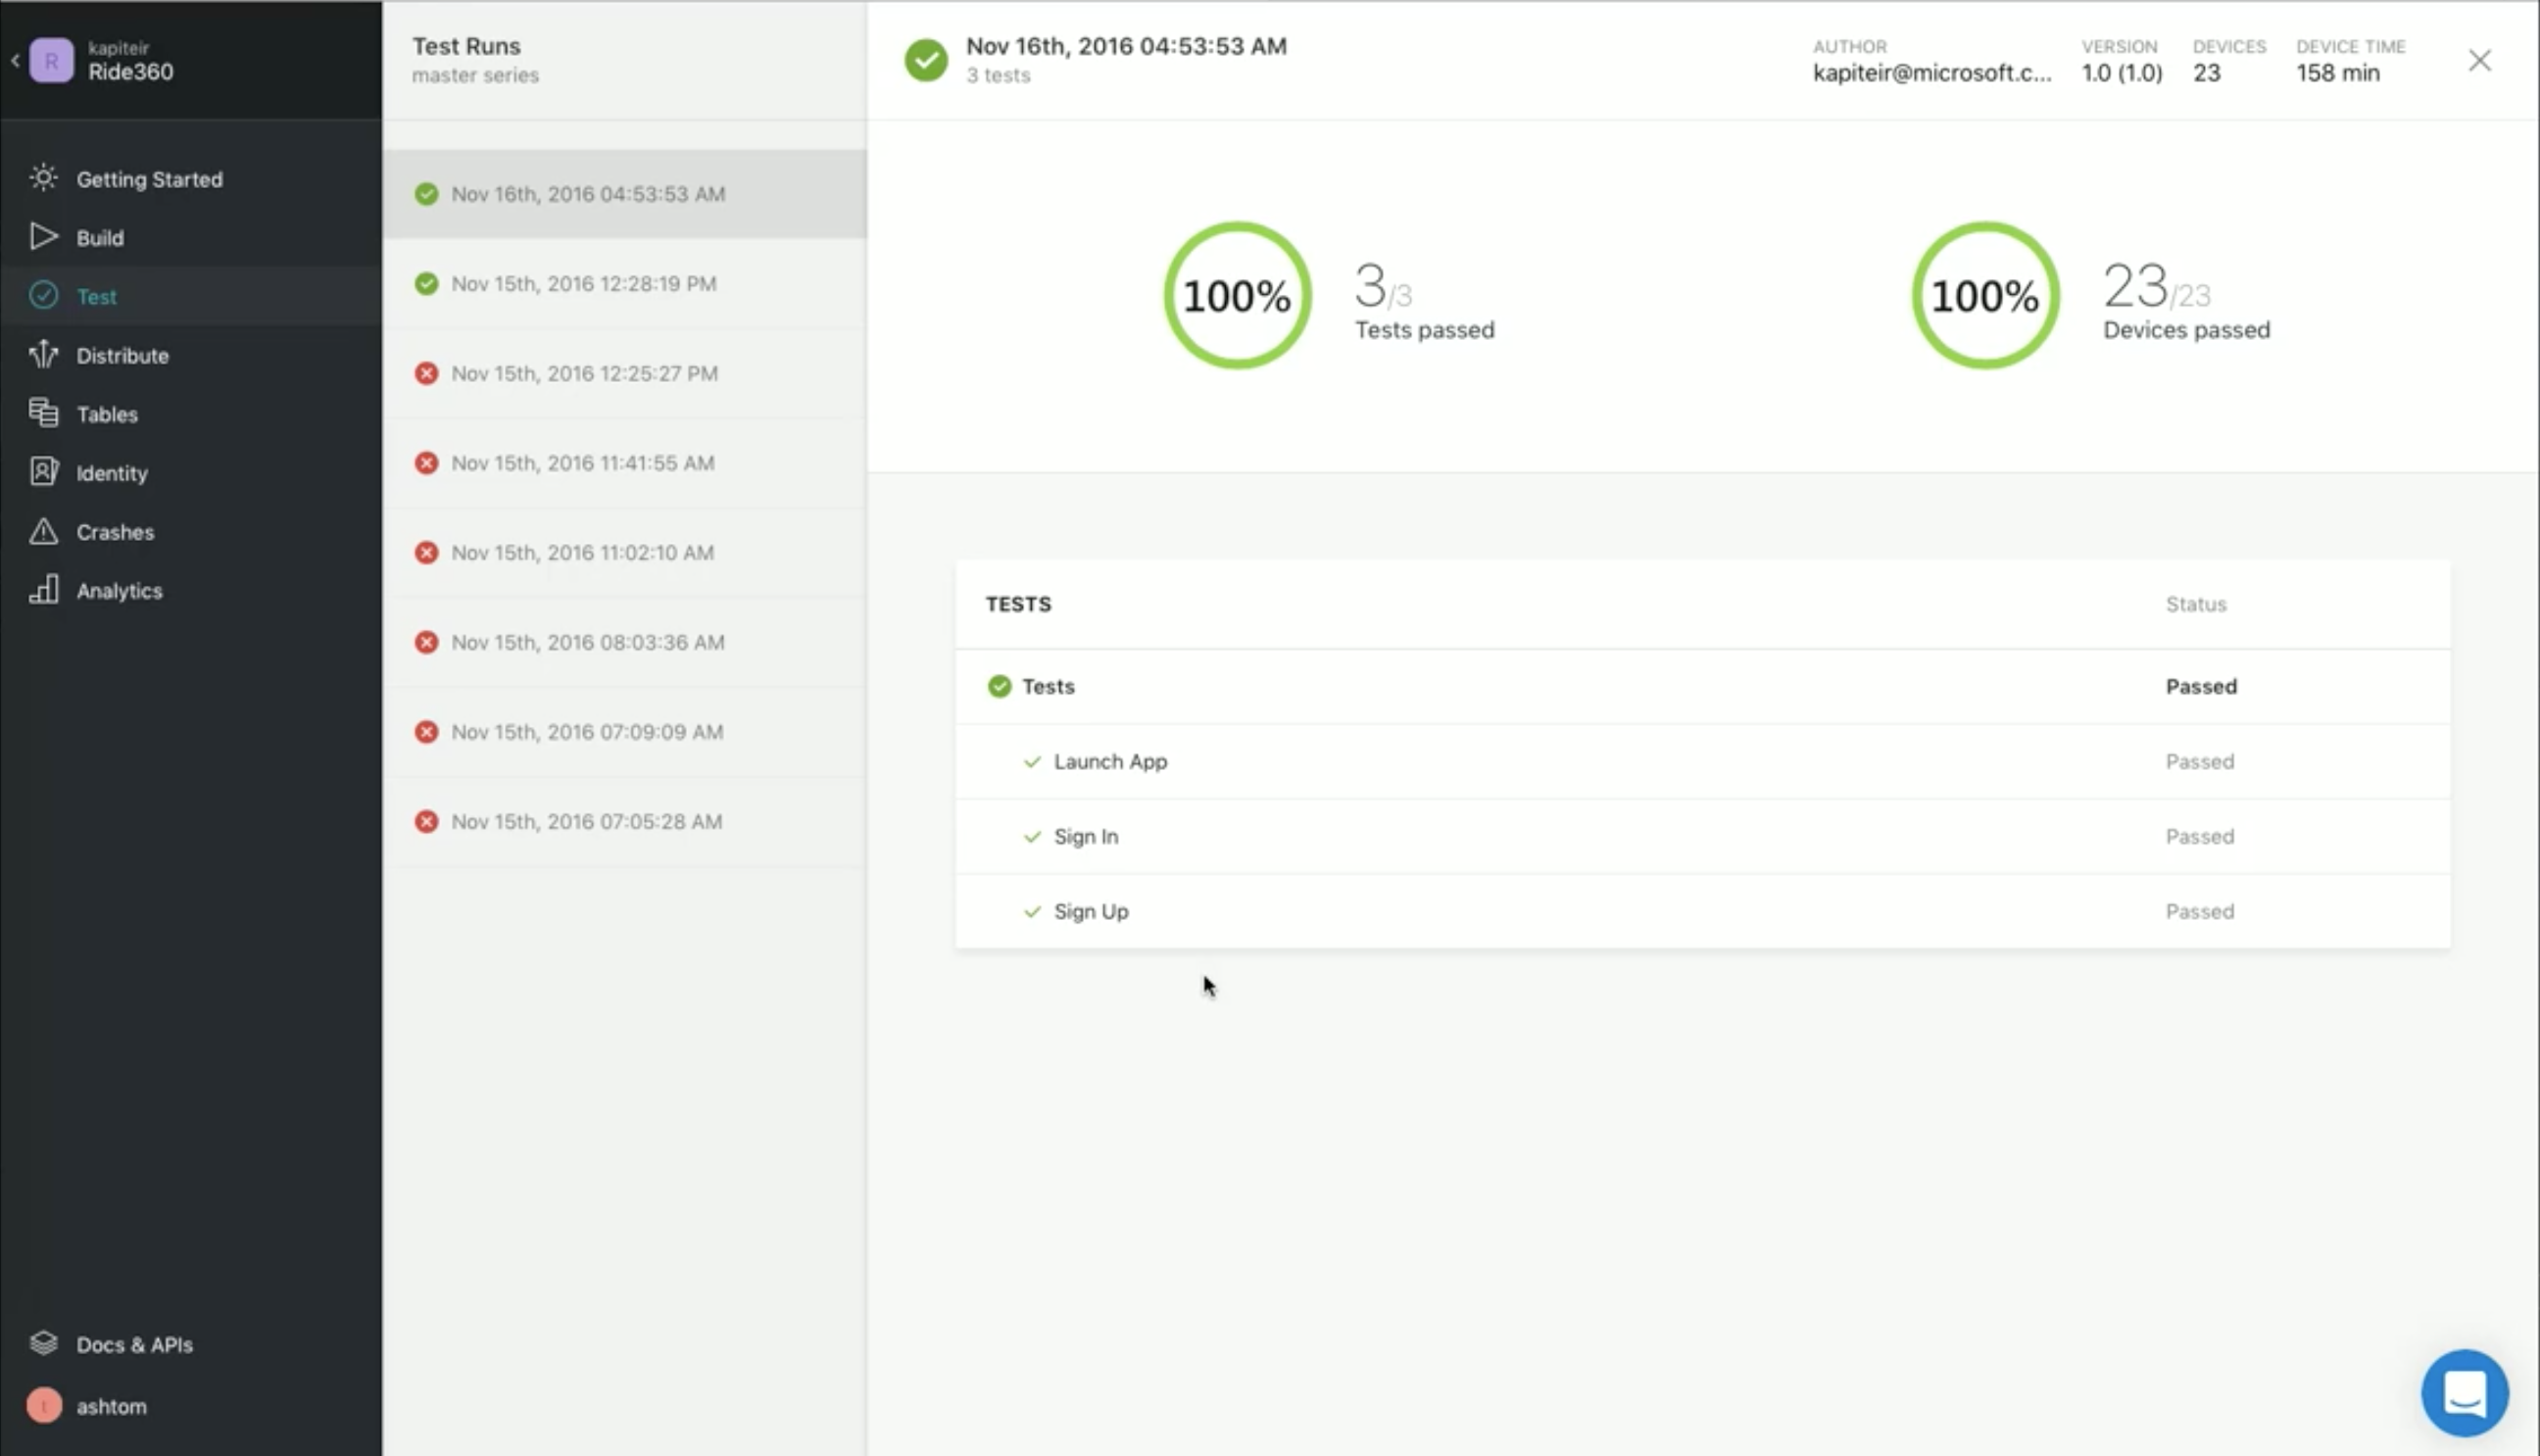 R
kapiteir
Ride360
Getting Started
Build
Test
Distribute
Tables
Identity
Crashes
Analytics
Docs & APIs
t
ashtom
Test Runs
master series
Nov 16th, 2016 04:53:53 AM
Nov 15th, 2016 12:28:19 PM
Nov 15th, 2016 12:25:27 PM
Nov 15th, 2016 11:41:55 AM
Nov 15th, 2016 11:02:10 AM
Nov 15th, 2016 08:03:36 AM
Nov 15th, 2016 07:09:09 AM
Nov 15th, 2016 07:05:28 AM
Nov 16th, 2016 04:53:53 AM
3 tests
AUTHOR
kapiteir@microsoft.c...
VERSION
1.0 (1.0)
DEVICES
23
DEVICE TIME
158 min
100%
3/3
Tests passed
100%
23/23
Devices passed
TESTS Status
Tests Passed
Launch App Passed
Sign In Passed
Sign Up Passed